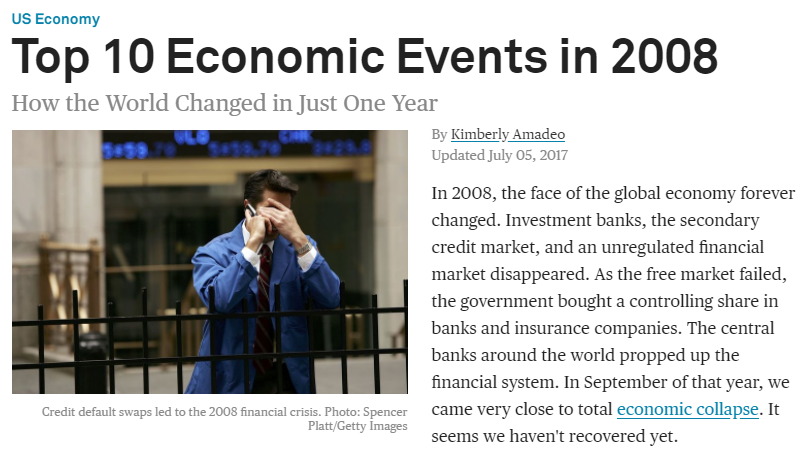 US Economy
Top 10 Economic Events in 2008
How the World Changed in Just One Year
By Kimberly Amadeo
Updated July 05, 2017
In 2008, the face of the global economy forever
changed. Investment banks, the secondary
credit market, and an unregulated financial
market disappeared. As the free market failed,
the government bought a controlling share in
banks and insurance companies. The central
banks around the world propped up the
financial system. In September of that year, we
came very close to total economic collapse. It
seems we haven't recovered yet.
Credit default swaps led to the 2008 financial crisis. Photo: Spencer
Platt/Getty Images